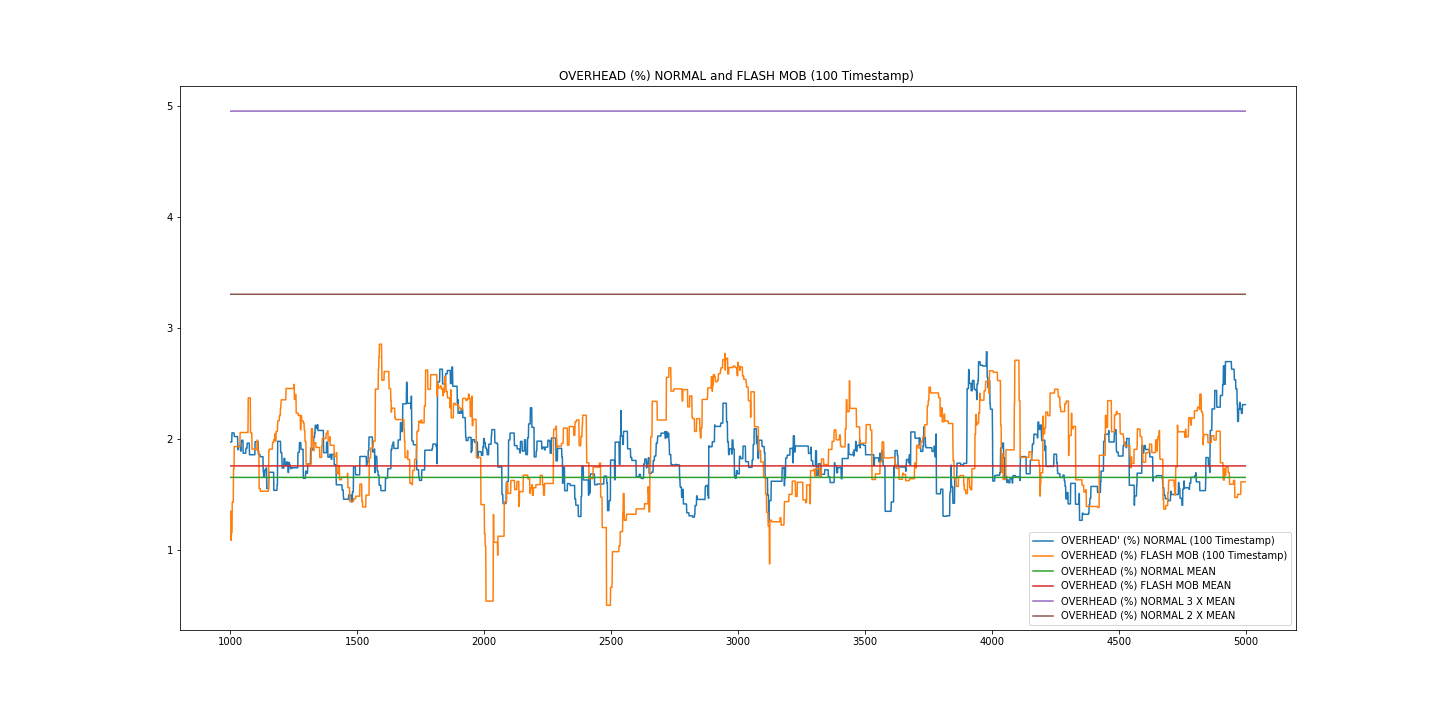 OVERHEAD (%) NORMAL and FLASH MOB (100 Timestamp)
5
4
3
2
1
OVERHEAD' (%) NORMAL (100 Timestamp)
OVERHEAD (%) FLASH MOB (100 Timestamp)
OVERHEAD (%) NORMAL MEAN
OVERHEAD (%) FLASH MOB MEAN
OVERHEAD (%) NORMAL 3 X MEAN
OVERHEAD (%) NORMAL 2 X MEAN
1000 1500 2000 2500 3000 3500 4000 4500 5000